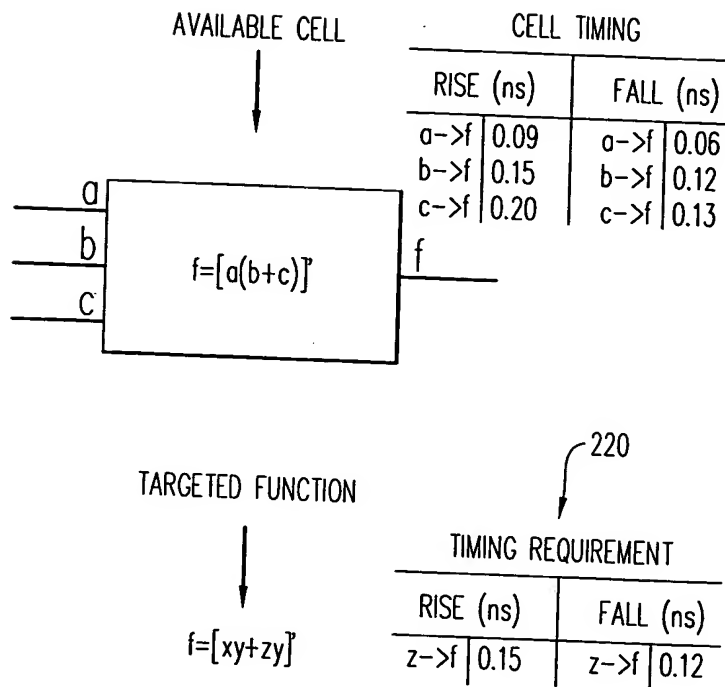 AVAILABLE CELL
CELL TIMING
RISE (ns) FALL (ns)
a->f 0.09 a->f 0.06
b->f 0.15 b->f 0.12
c->f 0.20 c->f 0.13
a
b
c
f=[a(b+c)]'
f
220
TARGETED FUNCTION
TIMING REQUIREMENT
RISE (ns) FALL (ns)
f=[xy+zy]'
z->f 0.15 z->f 0.12